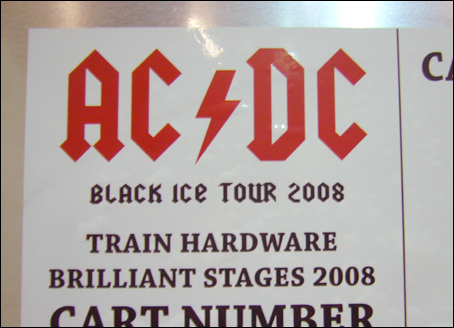 AC⚡DC
BLACK ICE TOUR 2008
TRAIN HARDWARE
BRILLIANT STAGES 2008
CART NUMBER